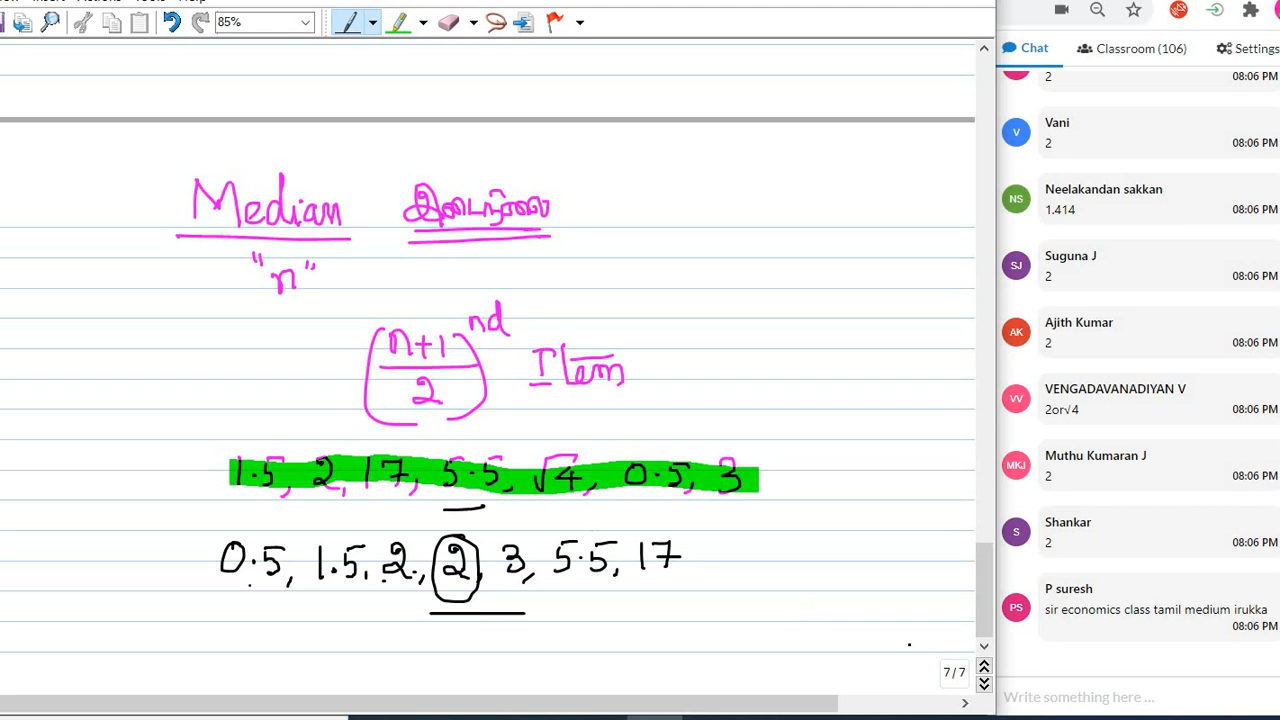 85%
Chat
Classroom (106)
Settings
2
08:06 PM
Vani
2
08:06 PM
Neelakandan sakkan
1.414
08:06 PM
Suguna J
2
08:06 PM
Ajith Kumar
2
08:06 PM
VENGADAVANADIYAN V
2or√4
08:06 PM
Muthu Kumaran J
2
08:06 PM
Shankar
2
08:06 PM
P suresh
sir economics class tamil medium irukka
08:06 PM
Write something here ...
Median இடைநிலை
"n"
(n+1/2)nd Item
1.5, 2, 17, 5.5, √4, 0.5, 3
0.5, 1.5, 2, 2, 3, 5.5, 17
7/7